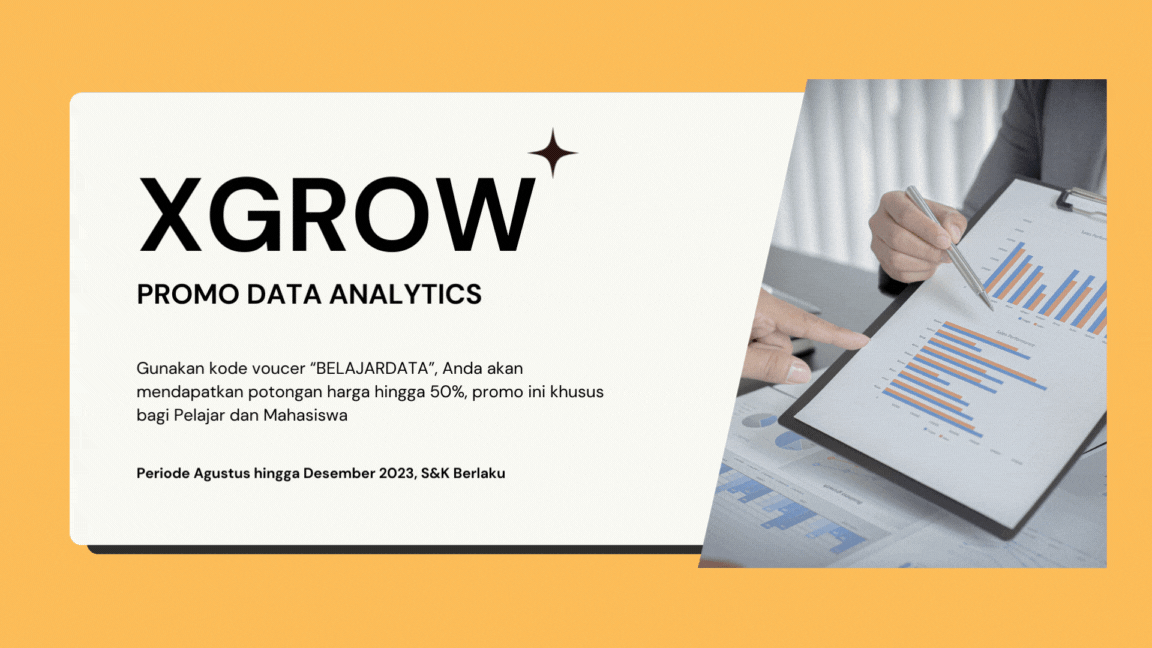 XGROW
PROMO DATA ANALYTICS
Gunakan kode voucer “BELAJARDATA”, Anda akan
mendapatkan potongan harga hingga 50%, promo ini khusus
bagi Pelajar dan Mahasiswa
Periode Agustus hingga Desember 2023, S&K Berlaku